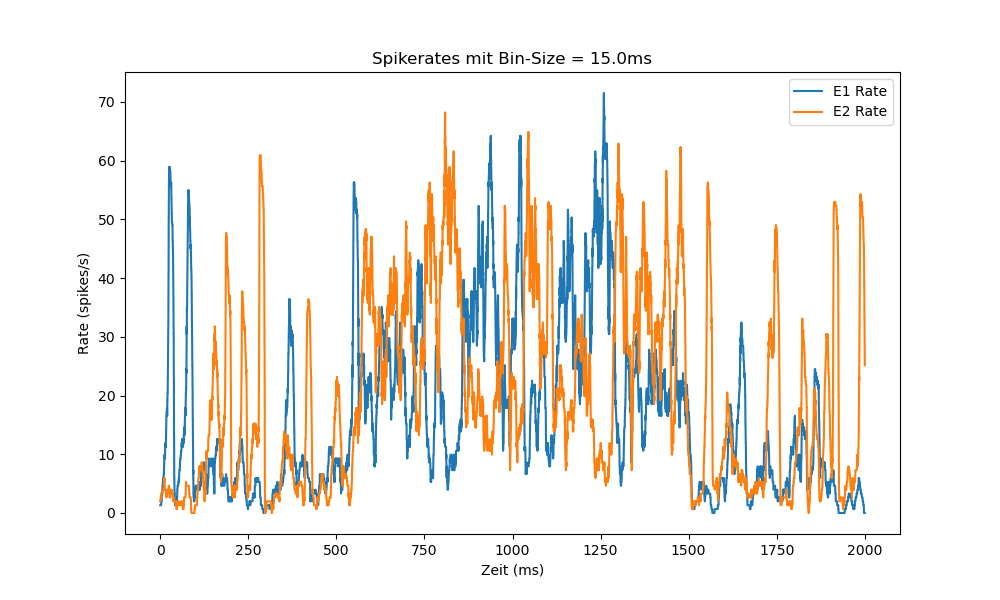 Spikerates mit Bin-Size = 15.0ms
E1 Rate
E2 Rate
70
60
50
40
30
20
10
0
Rate (spikes/s)
0 250 500 750 1000 1250 1500 1750 2000
Zeit (ms)